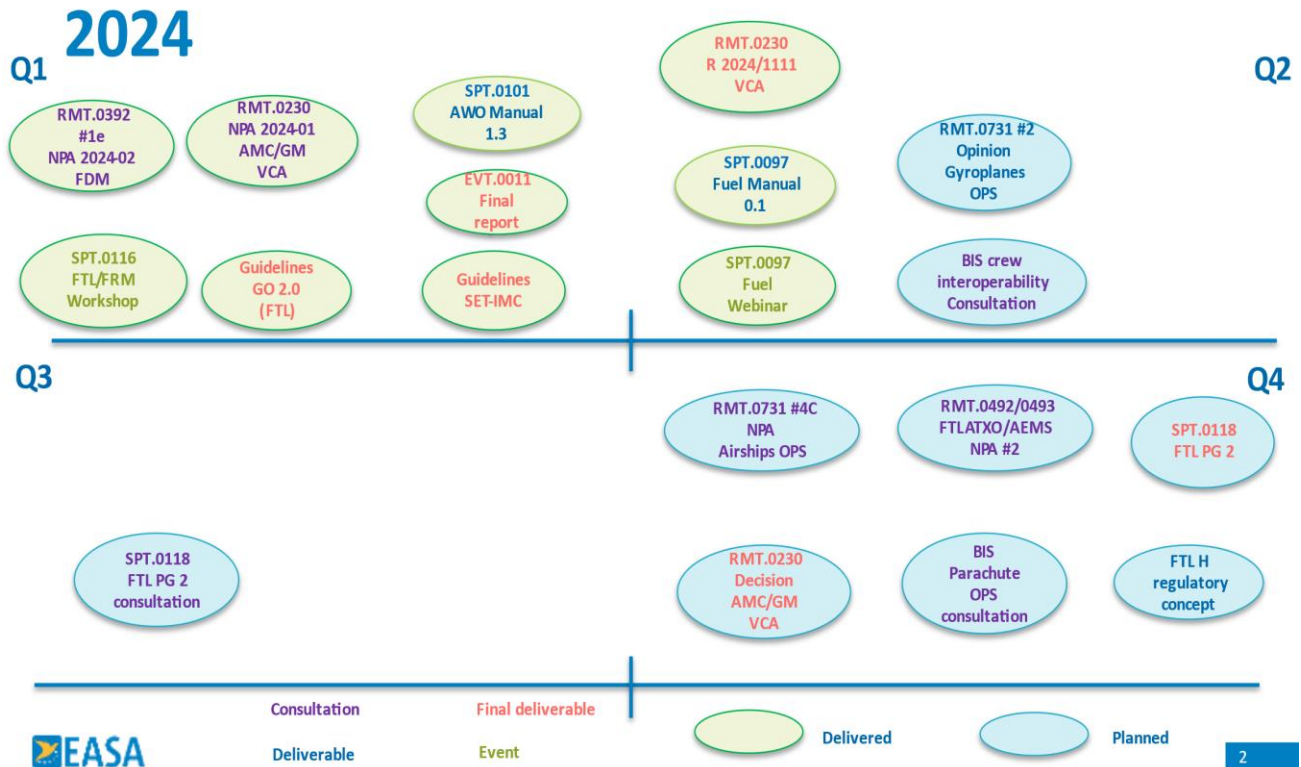 2024
Q1
RMT.0392
#1e
NPA 2024-02
FDM
RMT.0230
NPA 2024-01
AMC/GM
VCA
SPT.0101
AWO Manual
1.3
EVT.0011
Final
report
SPT.0116
FTL/FRM
Workshop
Guidelines
GO 2.0
(FTL)
Guidelines
SET-IMC
Q2
RMT.0230
R 2024/1111
VCA
RMT.0731 #2
Opinion
Gyroplanes
OPS
SPT.0097
Fuel Manual
0.1
SPT.0097
Fuel
Webinar
BIS crew
interoperability
Consultation
Q3
SPT.0118
FTL PG 2
consultation
Q4
RMT.0731 #4C
NPA
Airships OPS
RMT.0492/0493
FTLATXO/AEMS
NPA #2
SPT.0118
FTL PG 2
RMT.0230
Decision
AMC/GM
VCA
BIS
Parachute
OPS
consultation
FTL H
regulatory
concept
Consultation
Final deliverable
Deliverable
Event
Delivered
Planned
EASA
2